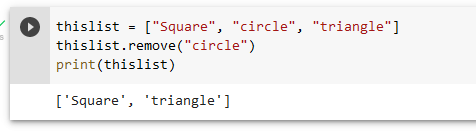 thislist = ["Square", "circle", "triangle"]
thislist.remove("circle")
print(thislist)
['Square', 'triangle']